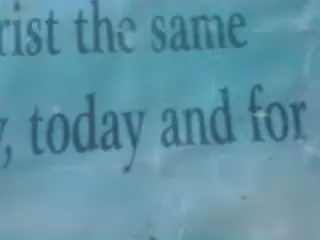 rist the same
, today and for